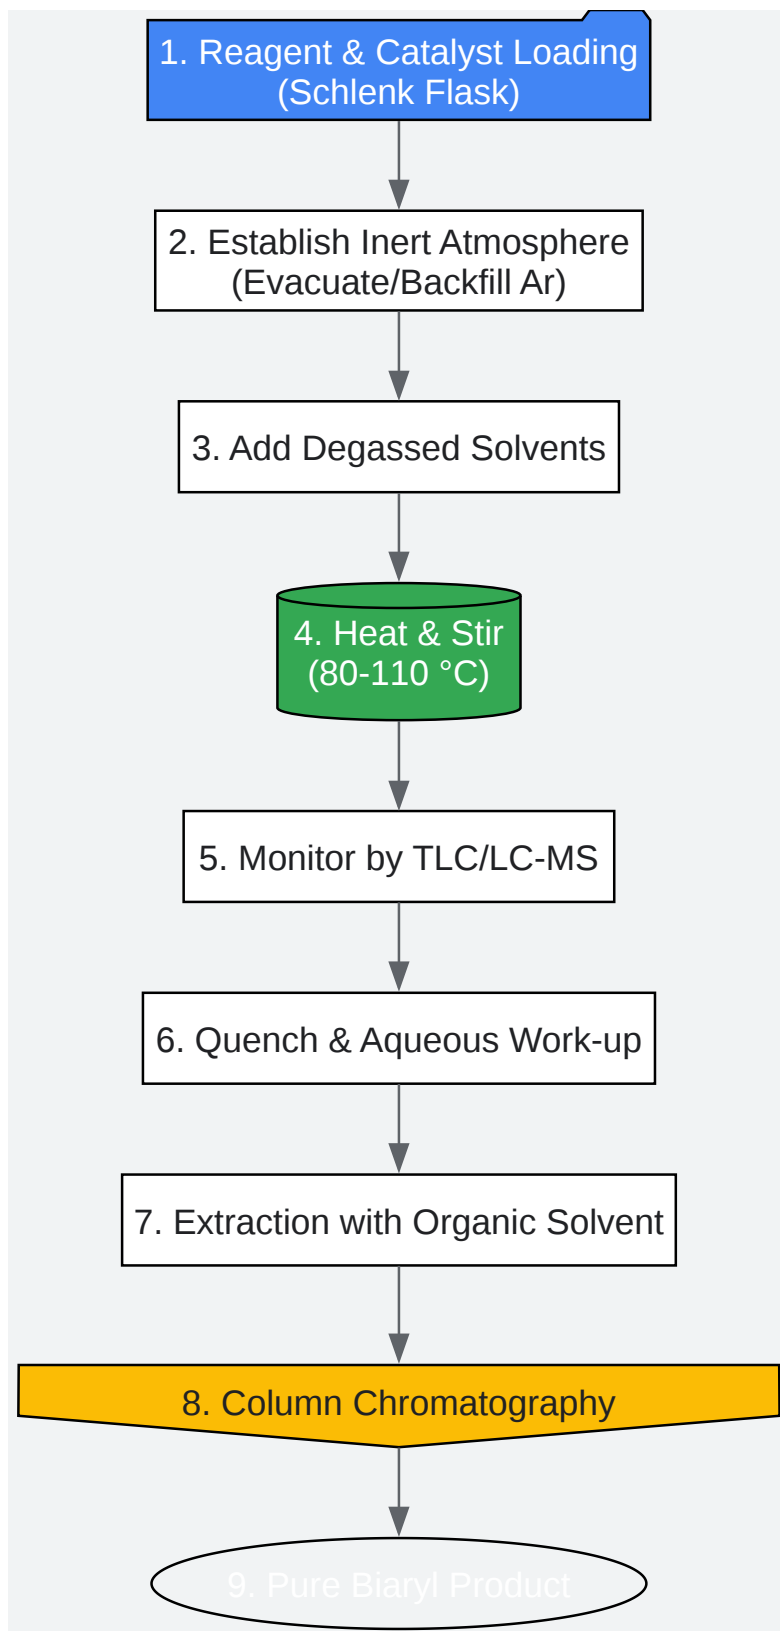 1. Reagent & Catalyst Loading
(Schlenk Flask)
2. Establish Inert Atmosphere
(Evacuate/Backfill Ar)
3. Add Degassed Solvents
4. Heat & Stir
(80-110 °C)
5. Monitor by TLC/LC-MS
6. Quench & Aqueous Work-up
7. Extraction with Organic Solvent
8. Column Chromatography
9. Pure Biaryl Product